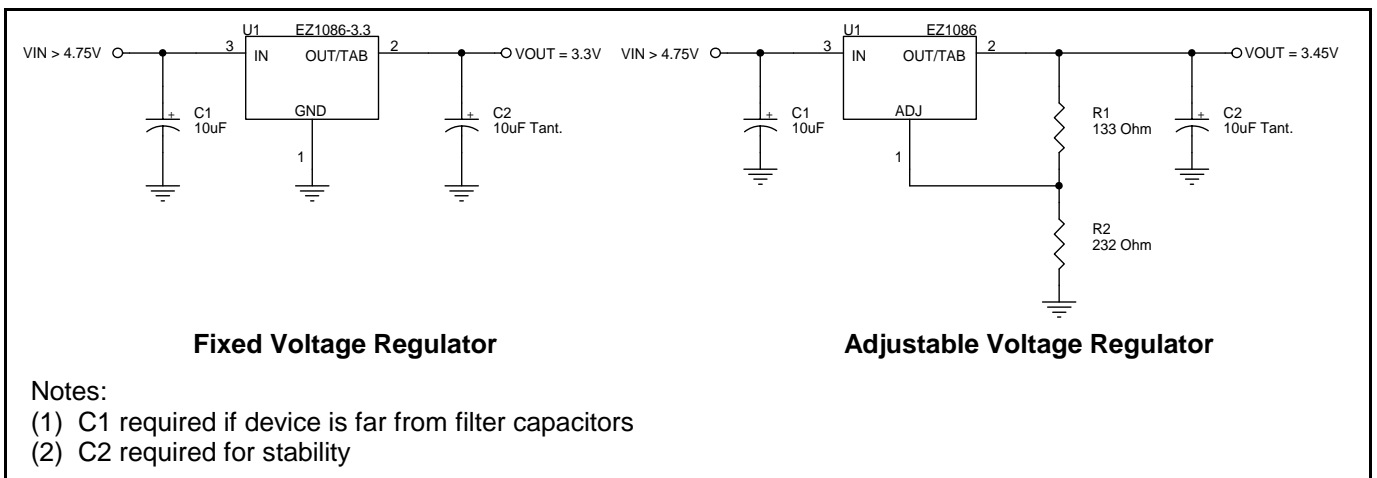 U1 EZ1086-3.3
VIN > 4.75V 3 IN OUT/TAB 2 VOUT = 3.3V
C1
10uF
GND
C2
10uF Tant.
1
Fixed Voltage Regulator
U1 EZ1086
VIN > 4.75V 3 IN OUT/TAB 2 VOUT = 3.45V
C1
10uF
ADJ
R1
133 Ohm
C2
10uF Tant.
1
R2
232 Ohm
Adjustable Voltage Regulator
Notes:
(1) C1 required if device is far from filter capacitors
(2) C2 required for stability